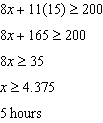 8x + 11(15) ≥ 200
8x + 165 ≥ 200
8x ≥ 35
x ≥ 4.375
5 hours